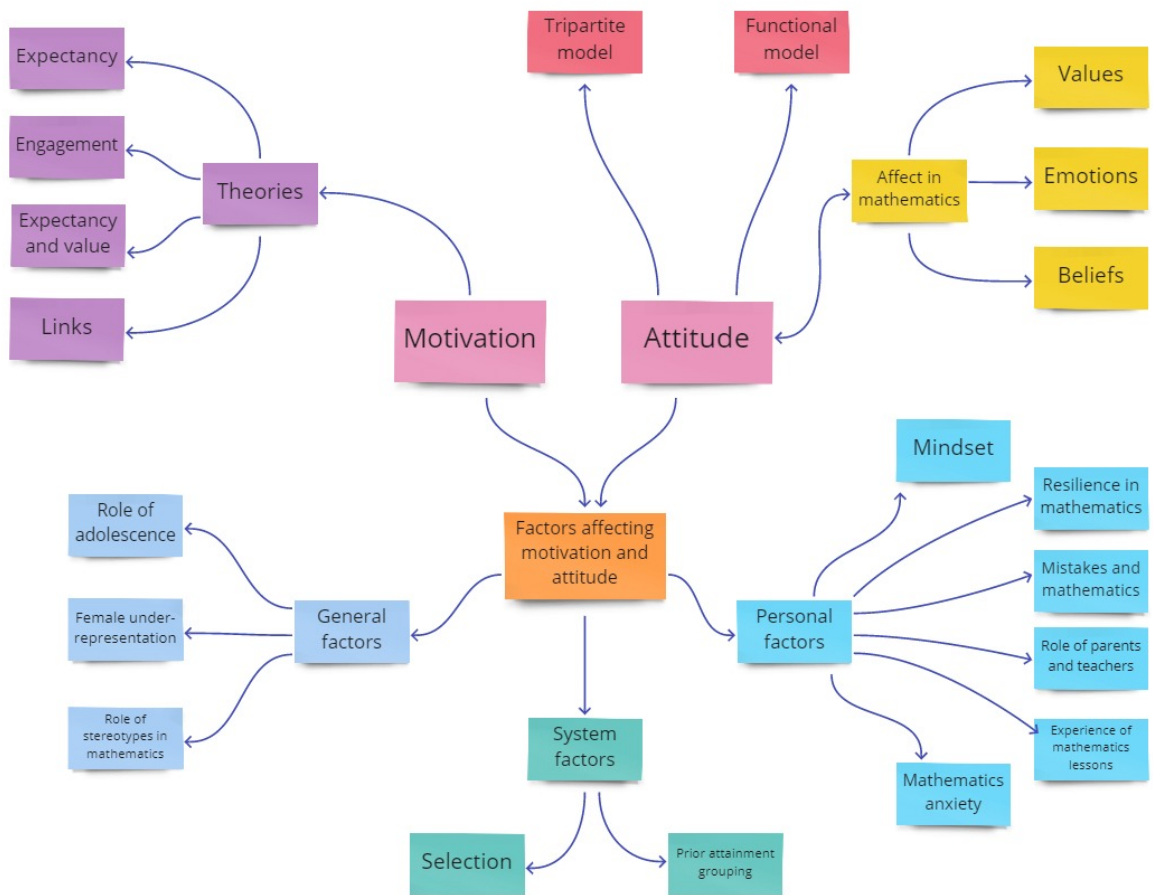 Expectancy
Engagement
Expectancy
and value
Links
Theories
Motivation
Tripartite
model
Functional
model
Attitude
Affect in
mathematics
Values
Emotions
Beliefs
Factors affecting
motivation and
attitude
General
factors
Role of
adolescence
Female under-
representation
Role of
stereotypes in
mathematics
System
factors
Selection
Prior attainment
grouping
Personal
factors
Mindset
Resilience in
mathematics
Mistakes and
mathematics
Role of parents
and teachers
Experience of
mathematics
lessons
Mathematics
anxiety